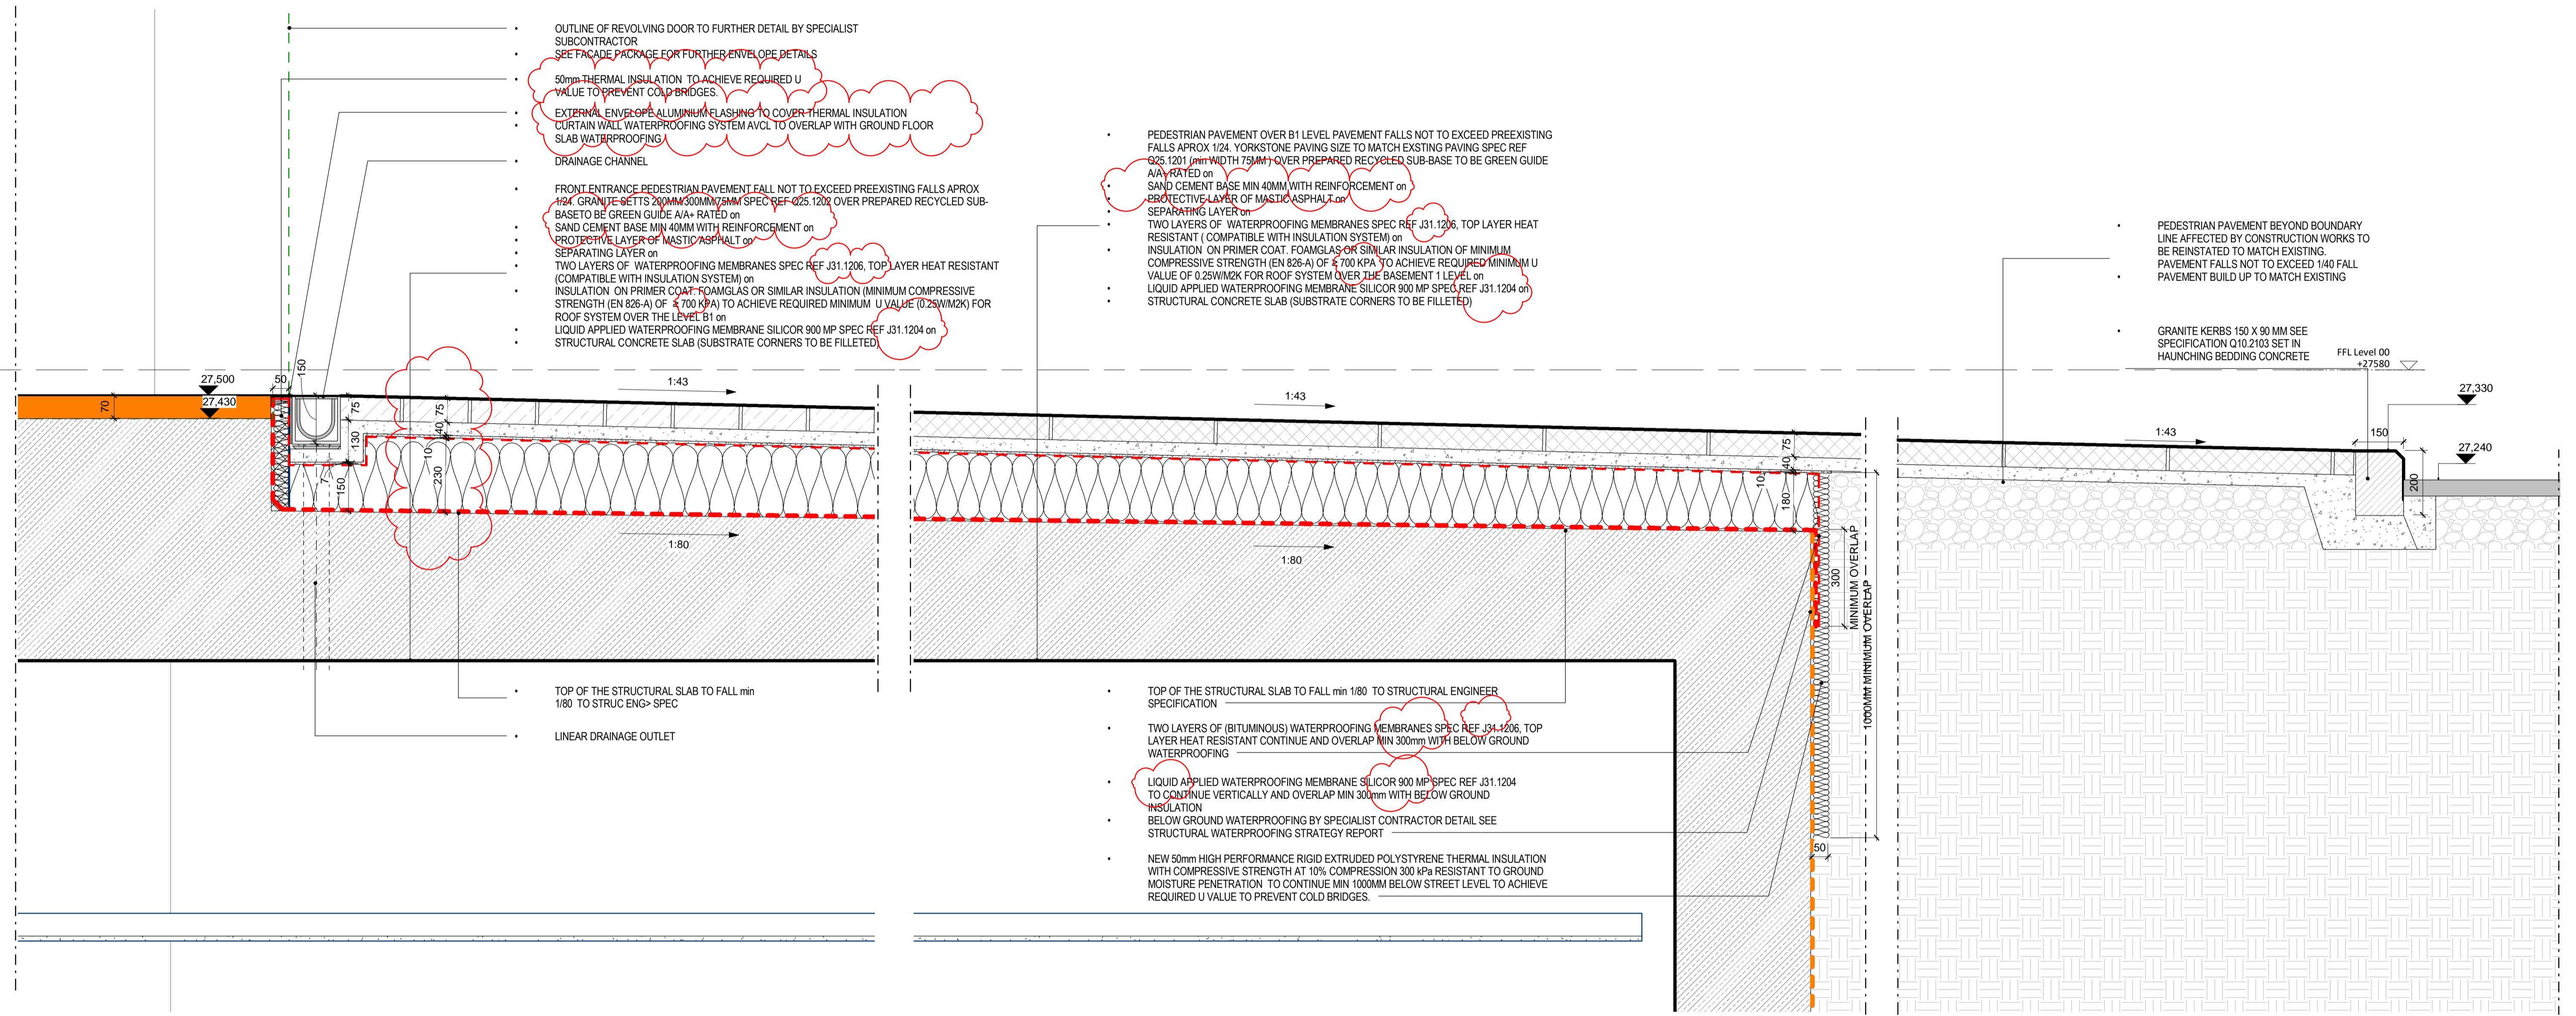 OUTLINE OF REVOLVING DOOR TO FURTHER DETAIL BY SPECIALIST
SUBCONTRACTOR
SEE FACADE PACKAGE FOR FURTHER ENVELOPE DETAILS
50mm THERMAL INSULATION TO ACHIEVE REQUIRED U
VALUE TO PREVENT COLD BRIDGES.
EXTERNAL ENVELOPE ALUMINIUM FLASHING TO COVER THERMAL INSULATION
CURTAIN WALL WATERPROOFING SYSTEM AVCL TO OVERLAP WITH GROUND FLOOR
SLAB WATERPROOFING
DRAINAGE CHANNEL
FRONT ENTRANCE PEDESTRIAN PAVEMENT FALL NOT TO EXCEED PREEXISTING FALLS APROX
1/24. GRANITE SETTS 200MM/300MM/75MM SPEC REF Q25.1202 OVER PREPARED RECYCLED SUB-
BASETO BE GREEN GUIDE A/A+ RATED on
SAND CEMENT BASE MIN 40MM WITH REINFORCEMENT on
PROTECTIVE LAYER OF MASTIC ASPHALT on
SEPARATING LAYER on
TWO LAYERS OF WATERPROOFING MEMBRANES SPEC REF J31.1206, TOP LAYER HEAT RESISTANT
(COMPATIBLE WITH INSULATION SYSTEM) on
INSULATION ON PRIMER COAT. FOAMGLAS OR SIMILAR INSULATION (MINIMUM COMPRESSIVE
STRENGTH (EN 826-A) OF ≥ 700 KPA) TO ACHIEVE REQUIRED MINIMUM U VALUE (0.25W/M2K) FOR
ROOF SYSTEM OVER THE LEVEL B1 on
LIQUID APPLIED WATERPROOFING MEMBRANE SILICOR 900 MP SPEC REF J31.1204 on
STRUCTURAL CONCRETE SLAB (SUBSTRATE CORNERS TO BE FILLETED)
PEDESTRIAN PAVEMENT OVER B1 LEVEL PAVEMENT FALLS NOT TO EXCEED PREEXISTING
FALLS APROX 1/24. YORKSTONE PAVING SIZE TO MATCH EXSTING PAVING SPEC REF
Q25.1201 (min WIDTH 75MM ) OVER PREPARED RECYCLED SUB-BASE TO BE GREEN GUIDE
A/A+ RATED on
SAND CEMENT BASE MIN 40MM WITH REINFORCEMENT on
PROTECTIVE LAYER OF MASTIC ASPHALT on
SEPARATING LAYER on
TWO LAYERS OF WATERPROOFING MEMBRANES SPEC REF J31.1206, TOP LAYER HEAT
RESISTANT ( COMPATIBLE WITH INSULATION SYSTEM) on
INSULATION ON PRIMER COAT. FOAMGLAS OR SIMILAR INSULATION OF MINIMUM
COMPRESSIVE STRENGTH (EN 826-A) OF ≥ 700 KPA TO ACHIEVE REQUIRED MINIMUM U
VALUE OF 0.25W/M2K FOR ROOF SYSTEM OVER THE BASEMENT 1 LEVEL on
LIQUID APPLIED WATERPROOFING MEMBRANE SILICOR 900 MP SPEC REF J31.1204 on
STRUCTURAL CONCRETE SLAB (SUBSTRATE CORNERS TO BE FILLETED)
PEDESTRIAN PAVEMENT BEYOND BOUNDARY
LINE AFFECTED BY CONSTRUCTION WORKS TO
BE REINSTATED TO MATCH EXISTING.
PAVEMENT FALLS NOT TO EXCEED 1/40 FALL
PAVEMENT BUILD UP TO MATCH EXISTING
GRANITE KERBS 150 X 90 MM SEE
SPECIFICATION Q10.2103 SET IN
HAUNCHING BEDDING CONCRETE
FFL Level 00
+27580
27,500
27,430
70
50
150
75
130
7
150
75
40
10
230
1:43
1:80
1:43
1:80
75
40
10
180
300
MINIMUM OVERLAP
1000MM MINIMUM OVERLAP
50
1:43
150
200
27,330
27,240
TOP OF THE STRUCTURAL SLAB TO FALL min
1/80 TO STRUC ENG> SPEC
LINEAR DRAINAGE OUTLET
TOP OF THE STRUCTURAL SLAB TO FALL min 1/80 TO STRUCTURAL ENGINEER
SPECIFICATION
TWO LAYERS OF (BITUMINOUS) WATERPROOFING MEMBRANES SPEC REF J31.1206, TOP
LAYER HEAT RESISTANT CONTINUE AND OVERLAP MIN 300mm WITH BELOW GROUND
WATERPROOFING
LIQUID APPLIED WATERPROOFING MEMBRANE SILICOR 900 MP SPEC REF J31.1204
TO CONTINUE VERTICALLY AND OVERLAP MIN 300mm WITH BELOW GROUND
INSULATION
BELOW GROUND WATERPROOFING BY SPECIALIST CONTRACTOR DETAIL SEE
STRUCTURAL WATERPROOFING STRATEGY REPORT
NEW 50mm HIGH PERFORMANCE RIGID EXTRUDED POLYSTYRENE THERMAL INSULATION
WITH COMPRESSIVE STRENGTH AT 10% COMPRESSION 300 kPa RESISTANT TO GROUND
MOISTURE PENETRATION TO CONTINUE MIN 1000MM BELOW STREET LEVEL TO ACHIEVE
REQUIRED U VALUE TO PREVENT COLD BRIDGES.